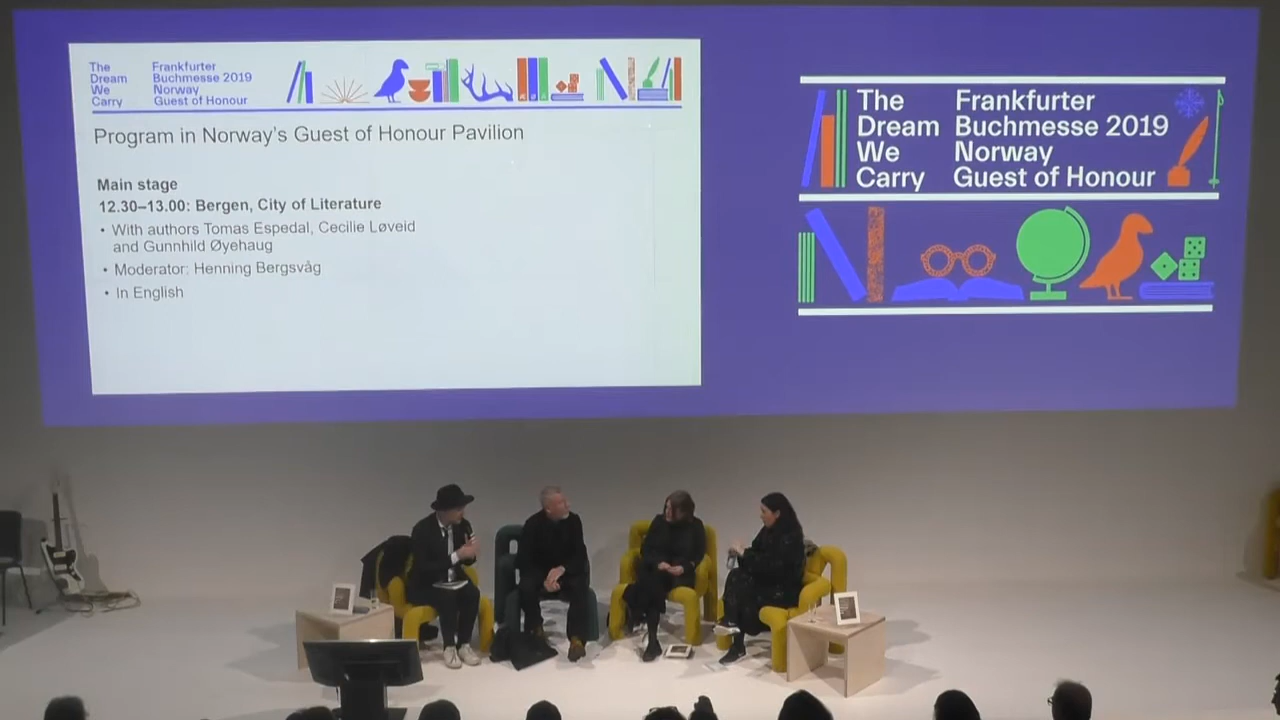 The
Dream
We
Carry
Frankfurter
Buchmesse 2019
Norway
Guest of Honour
Program in Norway's Guest of Honour Pavilion
Main stage
12.30–13.00: Bergen, City of Literature
• With authors Tomas Espedal, Cecilie Løveid
and Gunnhild Øyehaug
• Moderator: Henning Bergsvåg
• In English
The
Dream
We
Carry
Frankfurter
Buchmesse 2019
Norway
Guest of Honour